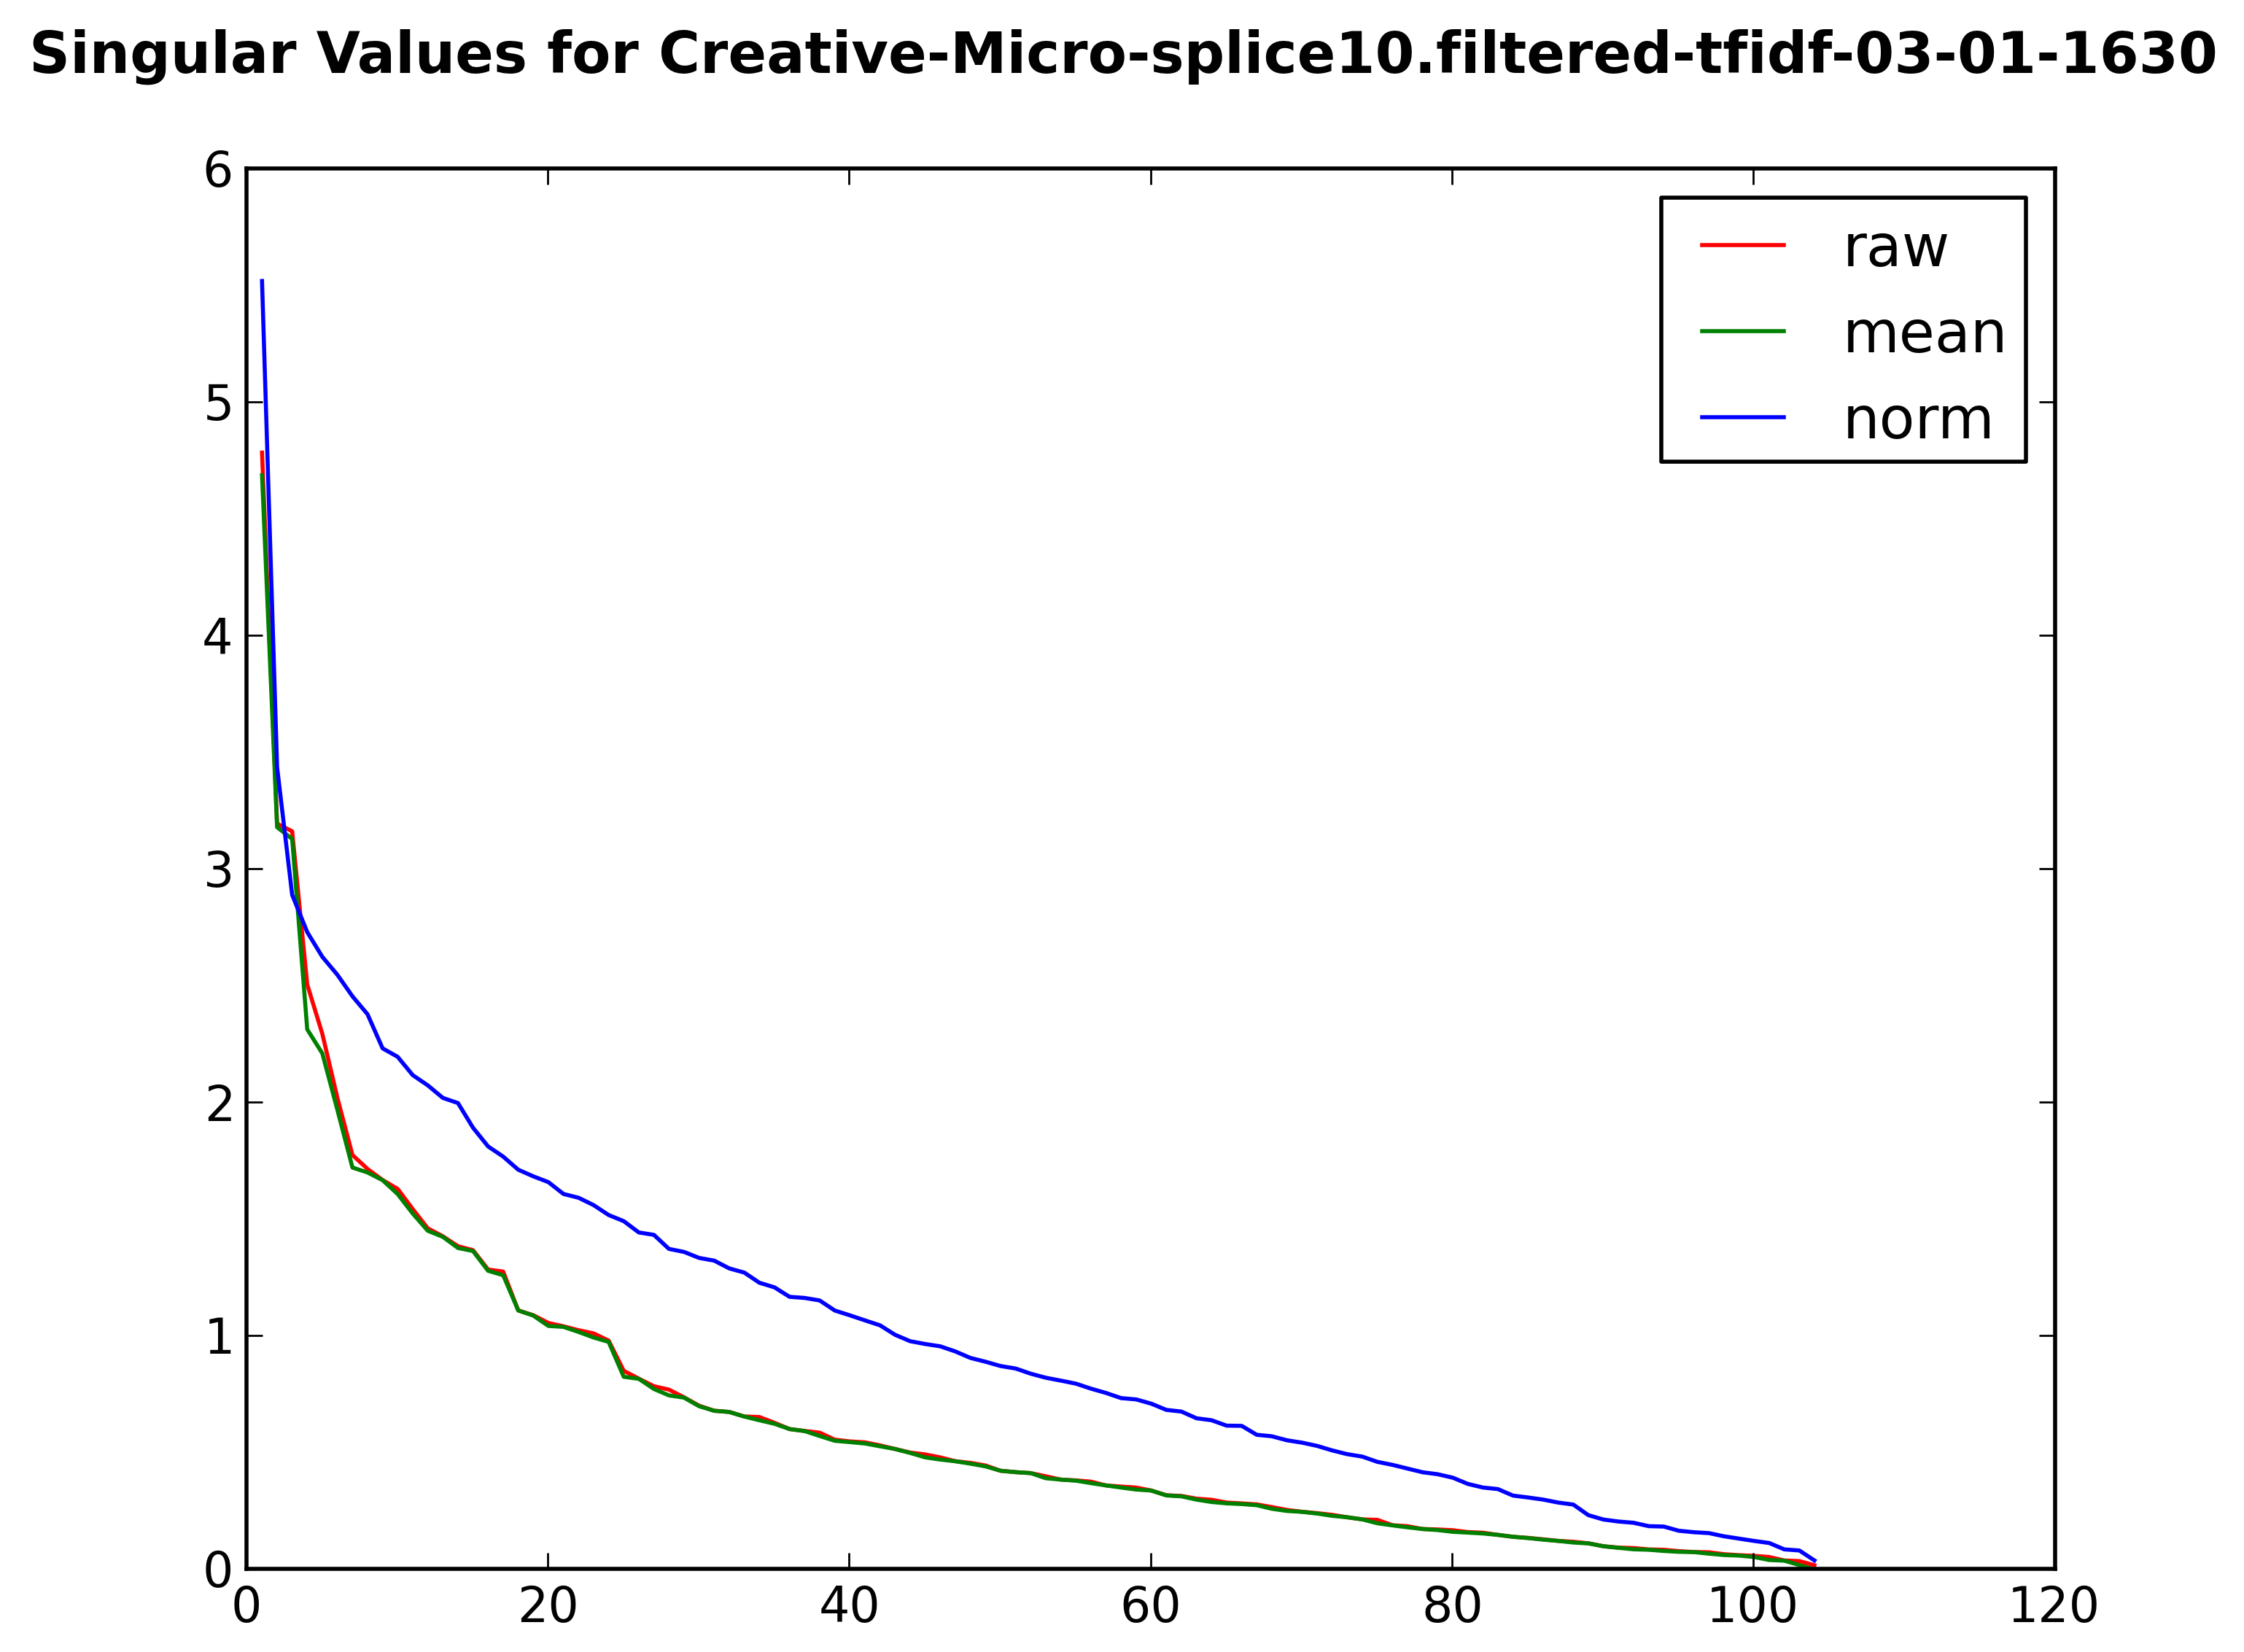 Singular Values for Creative-Micro-splice10.filtered-tfidf-03-01-1630
6
5
4
3
2
1
0
0 20 40 60 80 100 120
raw
mean
norm